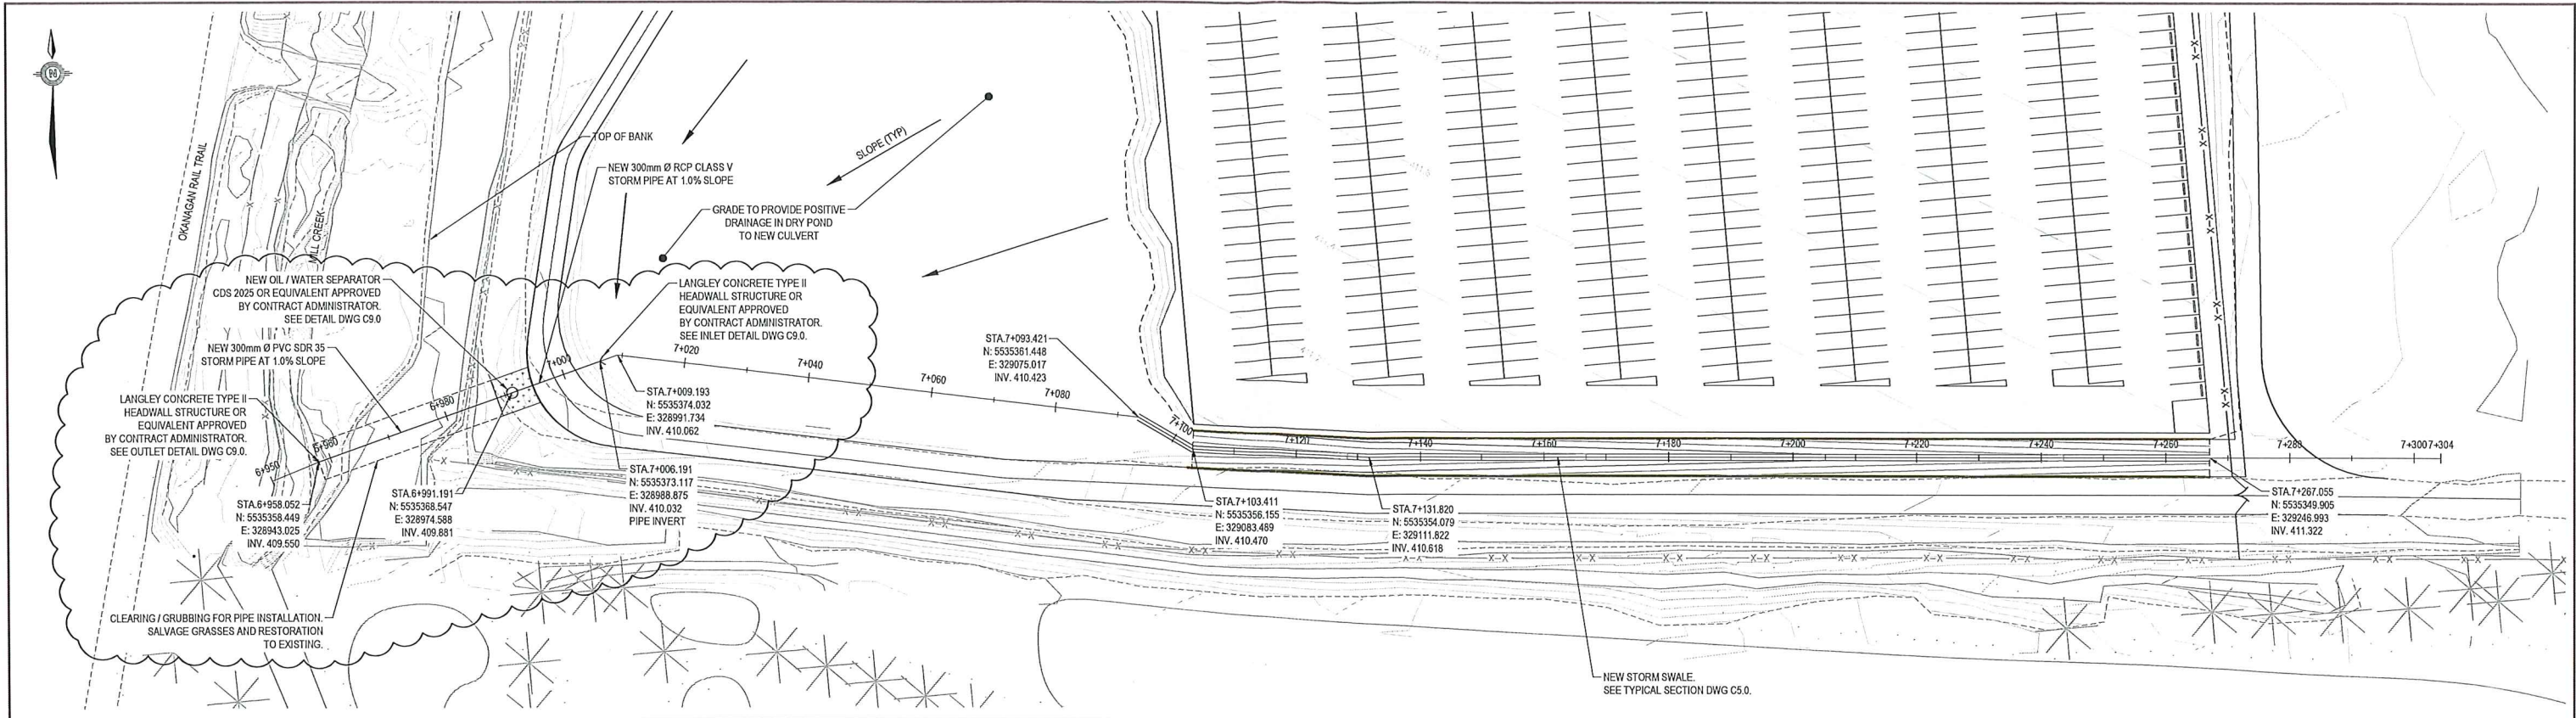 OKANAGAN RAIL TRAIL
MILL CREEK
TOP OF BANK
NEW 300mm Ø RCP CLASS V
STORM PIPE AT 1.0% SLOPE
SLOPE (TYP)
GRADE TO PROVIDE POSITIVE
DRAINAGE IN DRY POND
TO NEW CULVERT
NEW OIL / WATER SEPARATOR
CDS 2025 OR EQUIVALENT APPROVED
BY CONTRACT ADMINISTRATOR.
SEE DETAIL DWG C9.0
NEW 300mm Ø PVC SDR 35
STORM PIPE AT 1.0% SLOPE
LANGLEY CONCRETE TYPE II
HEADWALL STRUCTURE OR
EQUIVALENT APPROVED
BY CONTRACT ADMINISTRATOR.
SEE OUTLET DETAIL DWG C9.0.
LANGLEY CONCRETE TYPE II
HEADWALL STRUCTURE OR
EQUIVALENT APPROVED
BY CONTRACT ADMINISTRATOR.
SEE INLET DETAIL DWG C9.0.
6+950
6+960
6+980
7+000
7+020
7+040
7+060
7+080
7+100
7+120
7+140
7+160
7+180
7+200
7+220
7+240
7+260
7+280
7+300
7+304
STA.6+958.052
N: 5535358.449
E: 328943.025
INV. 409.550
STA.6+991.191
N: 5535368.547
E: 328974.588
INV. 409.881
STA.7+009.193
N: 5535374.032
E: 328991.734
INV. 410.062
STA.7+006.191
N: 5535373.117
E: 328988.875
INV. 410.032
PIPE INVERT
STA.7+093.421
N: 5535361.448
E: 329075.017
INV. 410.423
STA.7+103.411
N: 5535356.155
E: 329083.489
INV. 410.470
STA.7+131.820
N: 5535354.079
E: 329111.822
INV. 410.618
STA.7+267.055
N: 5535349.905
E: 329246.993
INV. 411.322
CLEARING / GRUBBING FOR PIPE INSTALLATION.
SALVAGE GRASSES AND RESTORATION
TO EXISTING.
NEW STORM SWALE.
SEE TYPICAL SECTION DWG C5.0.